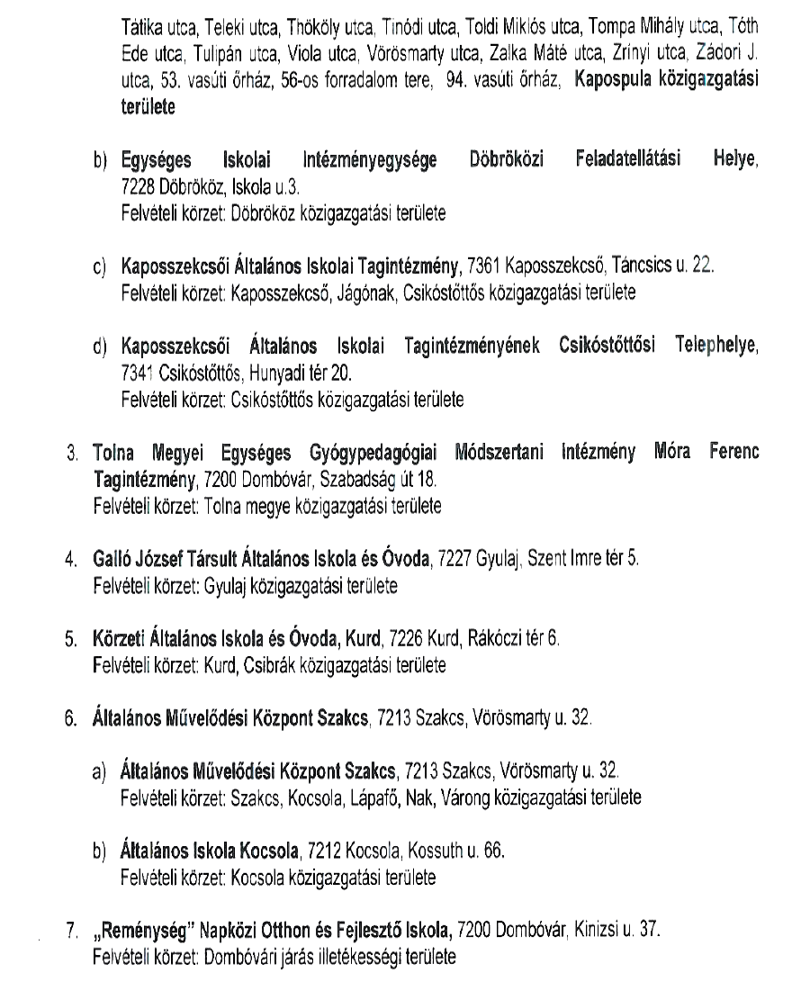 Tátika utca, Teleki utca, Thököly utca, Tinódi utca, Toldi Miklós utca, Tompa Mihály utca, Tóth
Ede utca, Tulipán utca, Viola utca, Vörösmarty utca, Zalka Máté utca, Zrínyi utca, Zádori J.
utca, 53. vasúti őrház, 56-os forradalom tere, 94. vasúti őrház, Kapospula közigazgatási
területe
b) Egységes Iskolai Intézményegysége Döbröközi Feladatellátási Helye,
7228 Döbrököz, Iskola u.3.
Felvételi körzet: Döbrököz közigazgatási területe
c) Kaposszekcsői Általános Iskolai Tagintézmény, 7361 Kaposszekcső, Táncsics u. 22.
Felvételi körzet: Kaposszekcső, Jágónak, Csikóstőttős közigazgatási területe
d) Kaposszekcsői Általános Iskolai Tagintézményének Csikóstőttősi Telephelye,
7341 Csikóstőttős, Hunyadi tér 20.
Felvételi körzet: Csikóstőttős közigazgatási területe
3. Tolna Megyei Egységes Gyógypedagógiai Módszertani Intézmény Móra Ferenc
Tagintézmény, 7200 Dombóvár, Szabadság út 18.
Felvételi körzet: Tolna megye közigazgatási területe
4. Galló József Társult Általános Iskola és Óvoda, 7227 Gyulaj, Szent Imre tér 5.
Felvételi körzet: Gyulaj közigazgatási területe
5. Körzeti Általános Iskola és Óvoda, Kurd, 7226 Kurd, Rákóczi tér 6.
Felvételi körzet: Kurd, Csibrák közigazgatási területe
6. Általános Művelődési Központ Szakcs, 7213 Szakcs, Vörösmarty u. 32.
a) Általános Művelődési Központ Szakcs, 7213 Szakcs, Vörösmarty u. 32.
Felvételi körzet: Szakcs, Kocsola, Lápafő, Nak, Várong közigazgatási területe
b) Általános Iskola Kocsola, 7212 Kocsola, Kossuth u. 66.
Felvételi körzet: Kocsola közigazgatási területe
7. „Reménység” Napközi Otthon és Fejlesztő Iskola, 7200 Dombóvár, Kinizsi u. 37.
Felvételi körzet: Dombóvári járás illetékességi területe